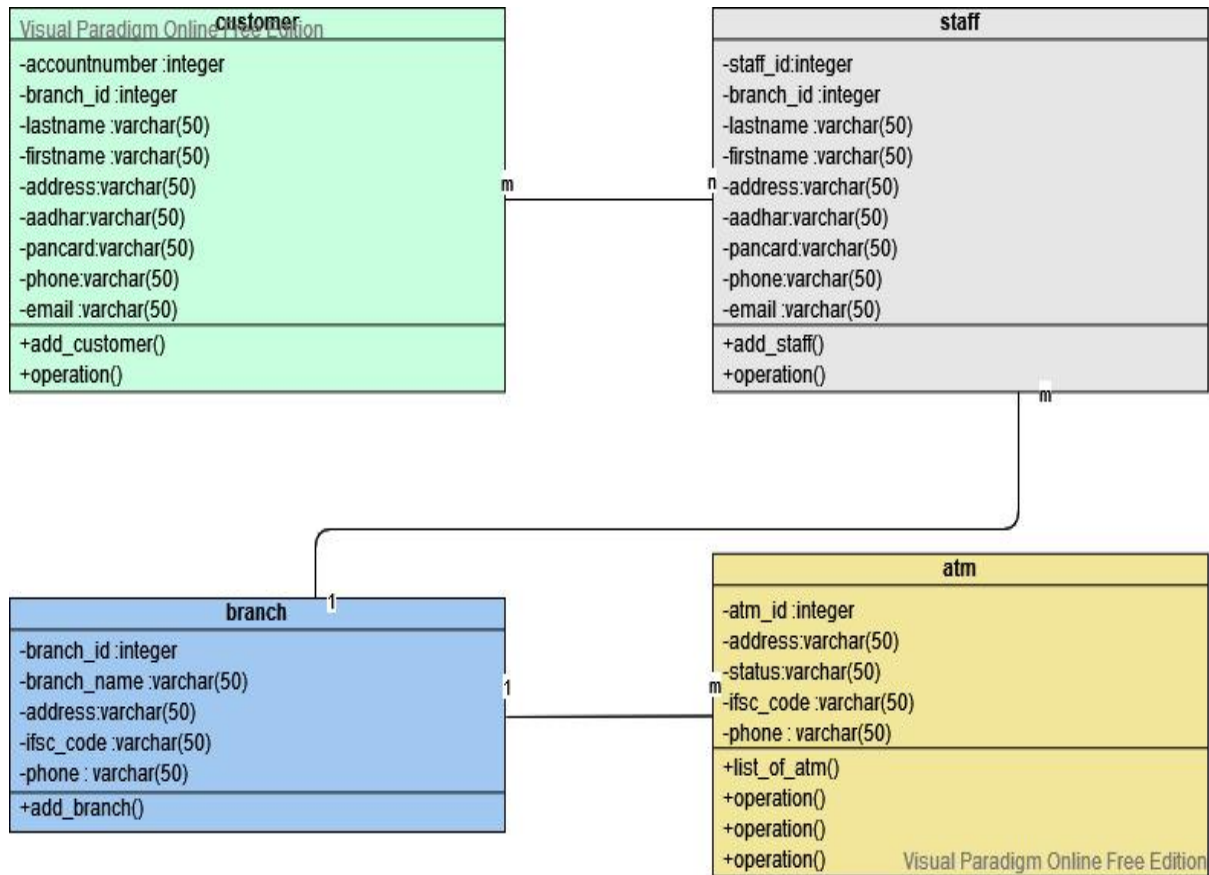 customer
Visual Paradigm Online Free Edition
-accountnumber :integer
-branch_id :integer
-lastname :varchar(50)
-firstname :varchar(50)
-address:varchar(50)
-aadhar:varchar(50)
-pancard:varchar(50)
-phone:varchar(50)
-email :varchar(50)
+add_customer()
+operation()
m
n
staff
-staff_id:integer
-branch_id :integer
-lastname :varchar(50)
-firstname :varchar(50)
-address:varchar(50)
-aadhar:varchar(50)
-pancard:varchar(50)
-phone:varchar(50)
-email :varchar(50)
+add_staff()
+operation()
m
1
branch
-branch_id :integer
-branch_name :varchar(50)
-address:varchar(50)
-ifsc_code :varchar(50)
-phone : varchar(50)
+add_branch()
1
m
atm
-atm_id :integer
-address:varchar(50)
-status:varchar(50)
-ifsc_code :varchar(50)
-phone : varchar(50)
+list_of_atm()
+operation()
+operation()
+operation()
Visual Paradigm Online Free Edition